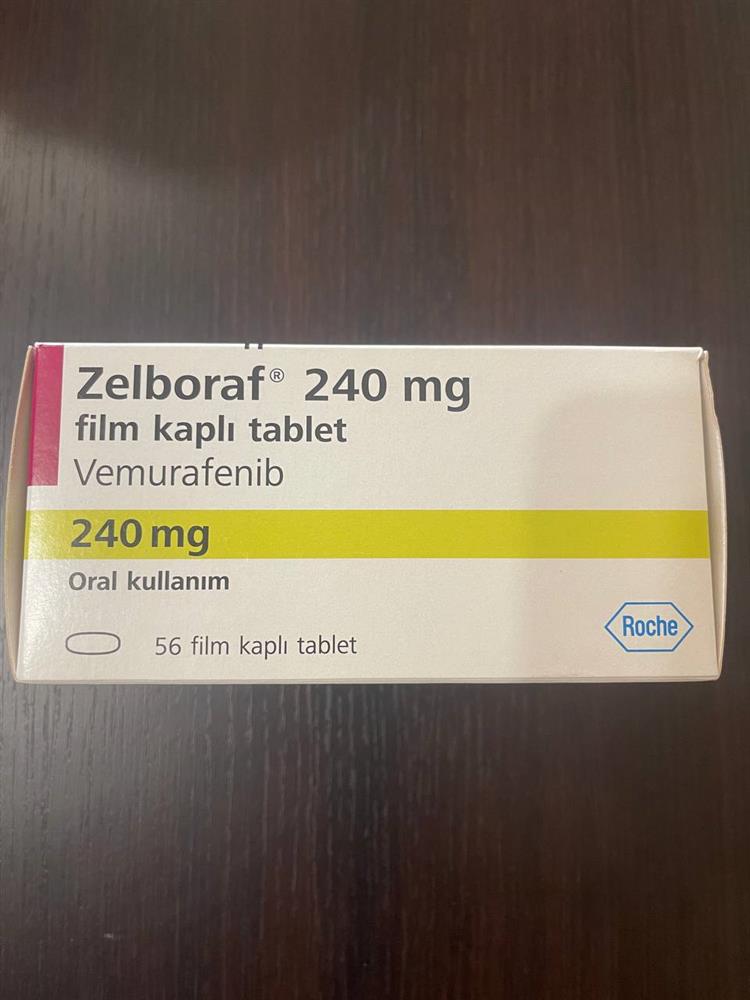 Zelboraf® 240 mg
film kaplı tablet
Vemurafenib
240 mg
Oral kullanım
56 film kaplı tablet
Roche